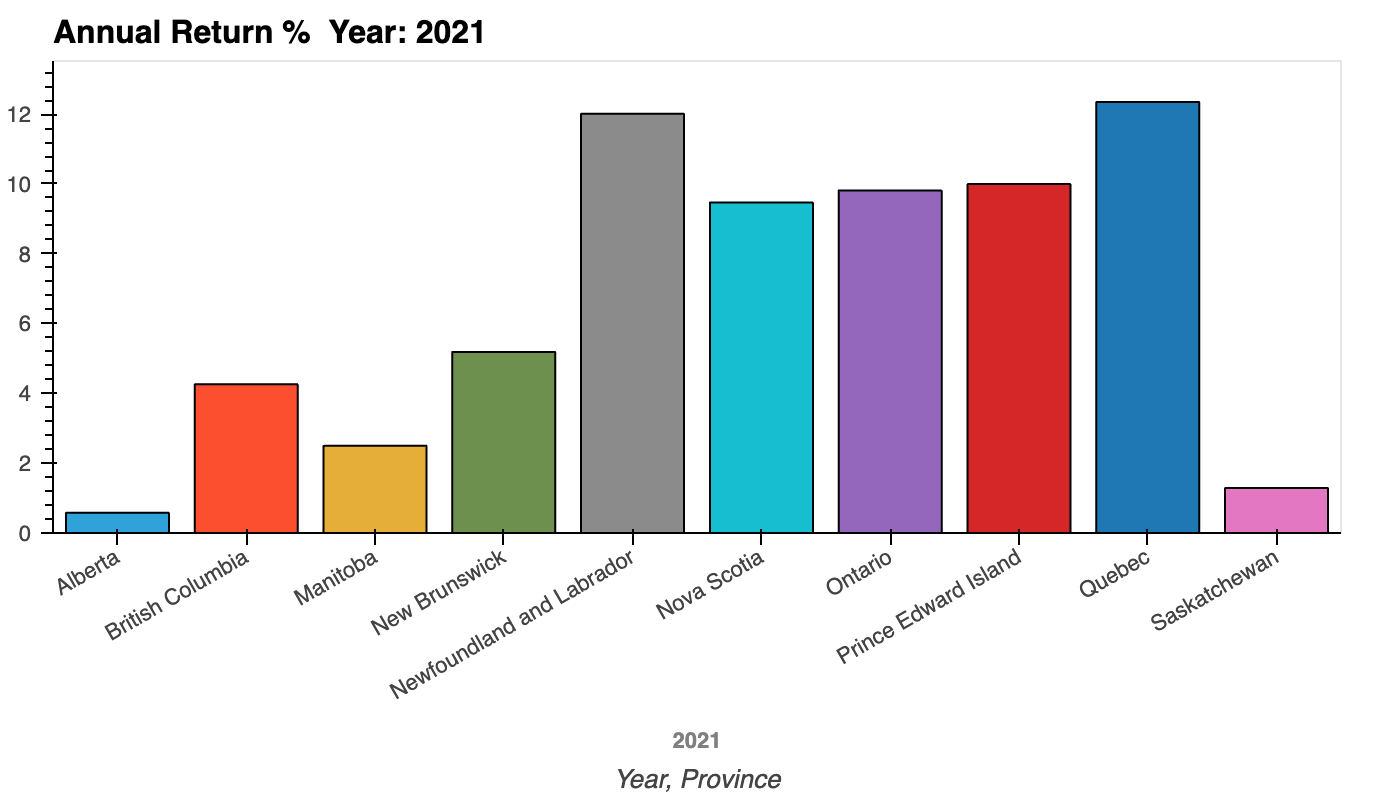 Annual Return %  Year: 2021
12
10
8
6
4
2
0
Alberta
British Columbia
Manitoba
New Brunswick
Newfoundland and Labrador
Nova Scotia
Ontario
Prince Edward Island
Quebec
Saskatchewan
2021
Year, Province